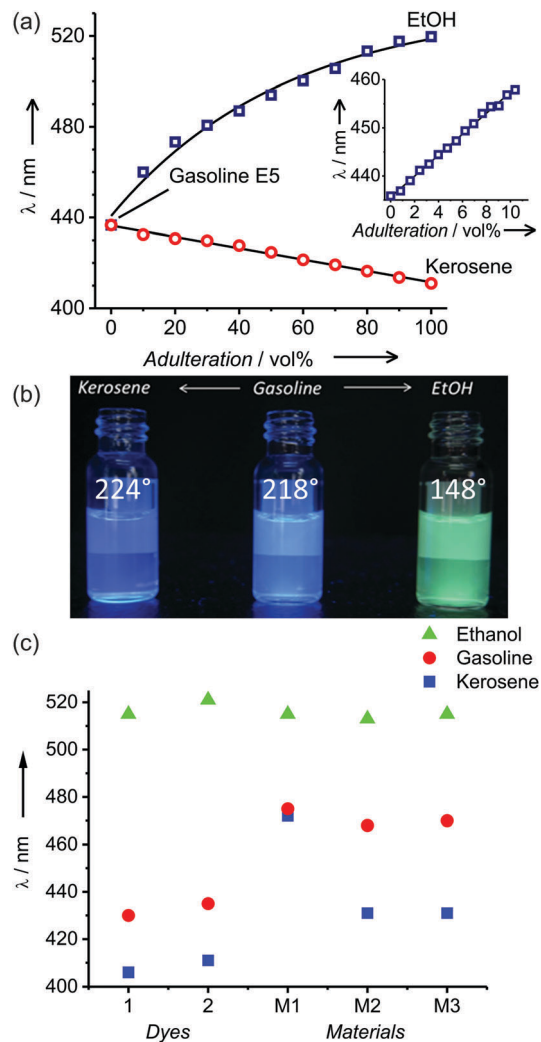 (a)
EtOH
520
480
440
400
λ / nm
Gasoline E5
Kerosene
460
450
440
λ / nm
0 2 4 6 8 10
Adulteration / vol%
0 20 40 60 80 100
Adulteration / vol%
(b)
Kerosene Gasoline EtOH
224° 218° 148°
(c)
Ethanol
Gasoline
Kerosene
520
500
480
460
440
420
400
λ / nm
1 2 M1 M2 M3
Dyes Materials